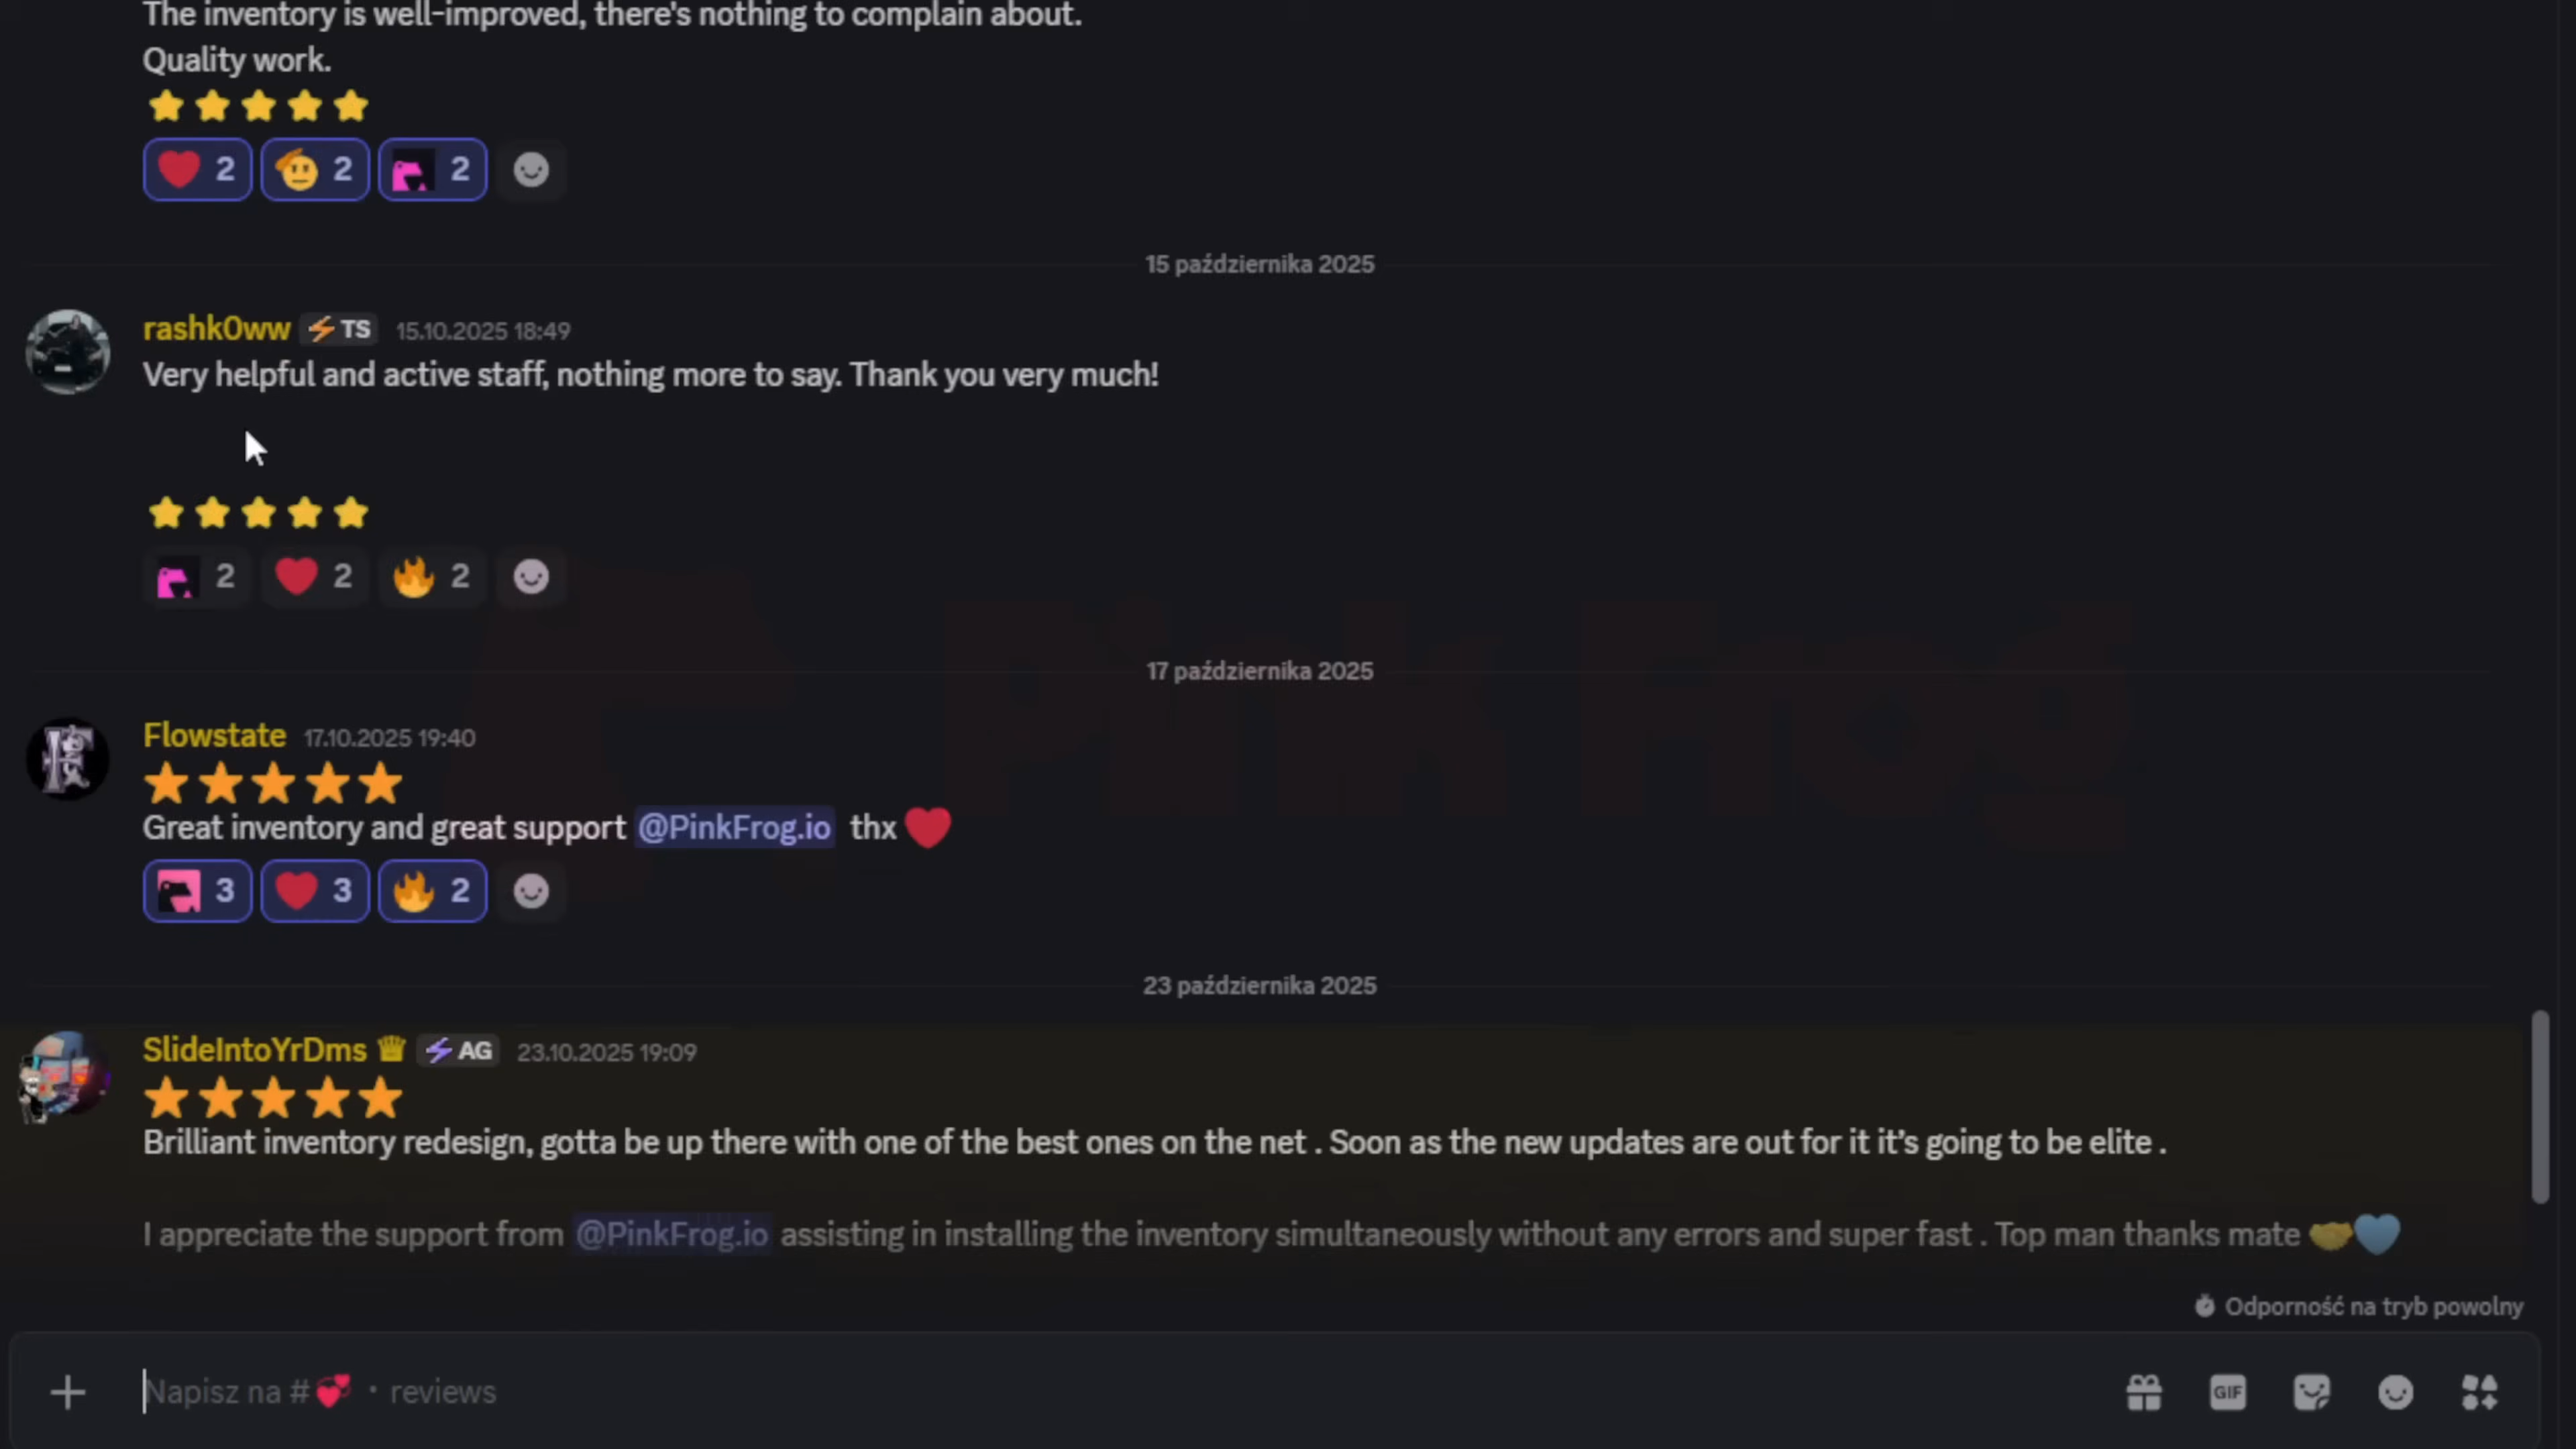 The inventory is well-improved, there's nothing to complain about.
Quality work.
2 2 2
15 października 2025
rashk0ww TS 15.10.2025 18:49
Very helpful and active staff, nothing more to say. Thank you very much!
2 2 2
Pink Frog
17 października 2025
Flowstate 17.10.2025 19:40
Great inventory and great support @PinkFrog.io thx
3 3 2
23 października 2025
SlideIntoYrDms AG 23.10.2025 19:09
Brilliant inventory redesign, gotta be up there with one of the best ones on the net . Soon as the new updates are out for it it's going to be elite .
I appreciate the support from @PinkFrog.io assisting in installing the inventory simultaneously without any errors and super fast . Top man thanks mate
Odporność na tryb powolny
Napisz na # · reviews
GIF